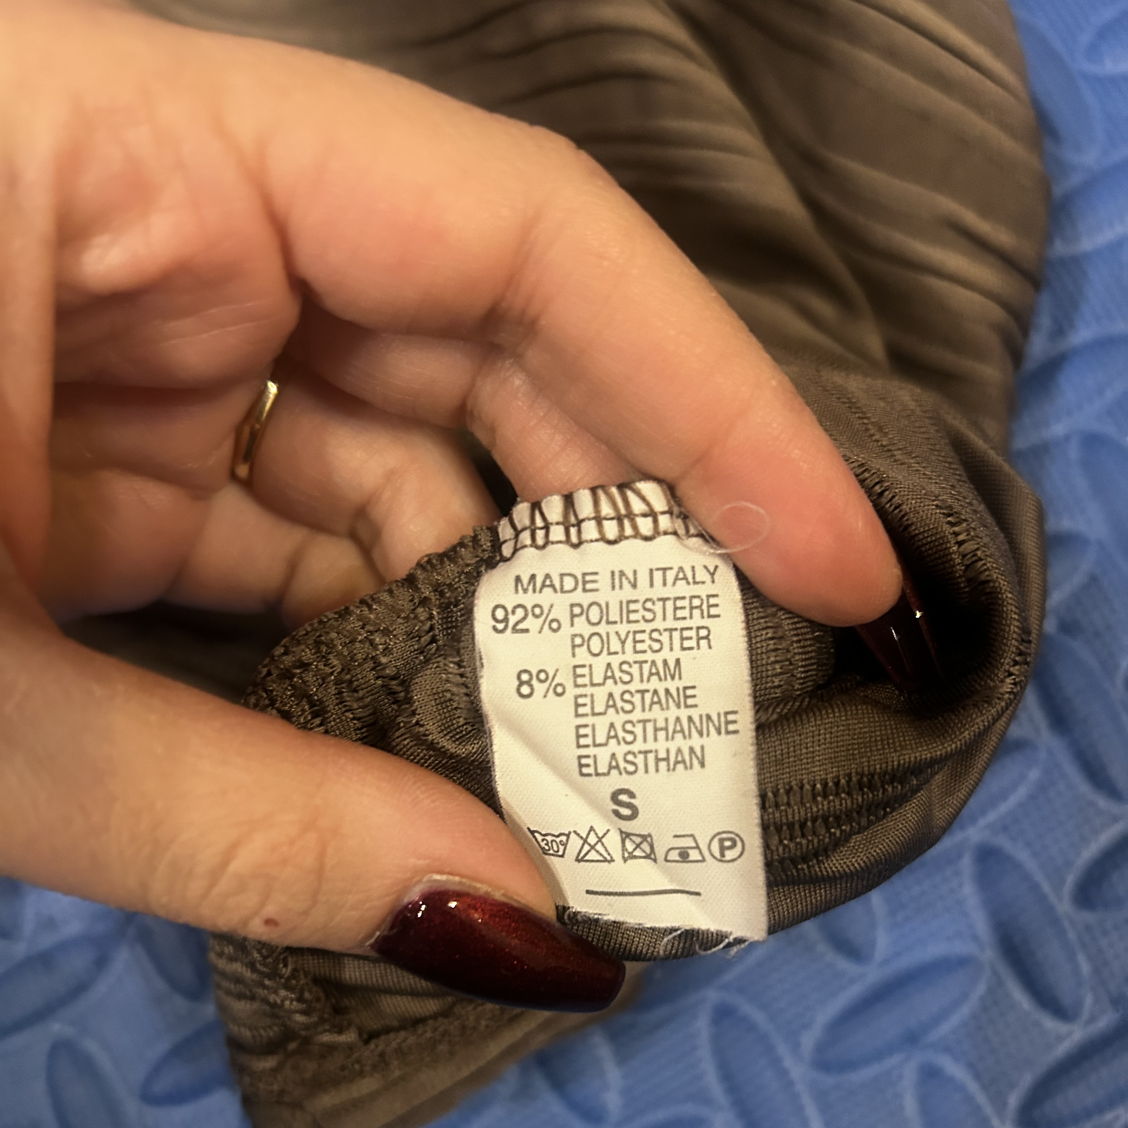 MADE IN ITALY
92% POLIESTERE
POLYESTER
8% ELASTAM
ELASTANE
ELASTHANNE
ELASTHAN
S
30° P